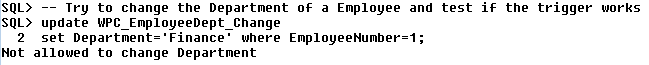 SQL> -- Try to change the Department of a Employee and test if the trigger works
SQL> update WPC_EmployeeDept_Change
  2  set Department='Finance' where EmployeeNumber=1;
Not allowed to change Department